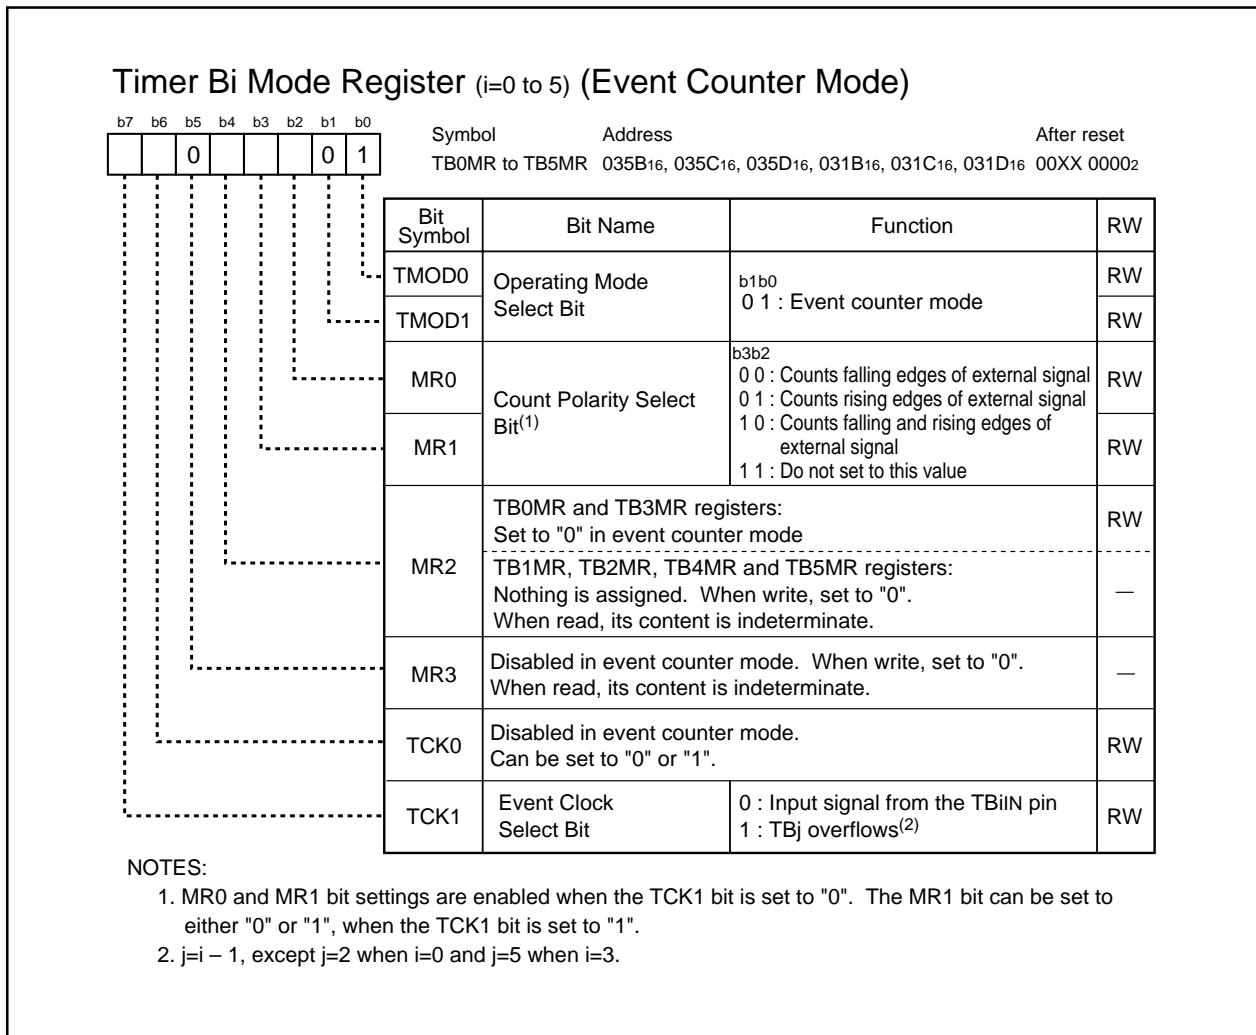 Timer Bi Mode Register (i=0 to 5) (Event Counter Mode)
b7 b6 b5 b4 b3 b2 b1 b0
0 0 1
Symbol Address After reset
TB0MR to TB5MR 035B16, 035C16, 035D16, 031B16, 031C16, 031D16 00XX 00002
Bit Symbol Bit Name Function RW
TMOD0 Operating Mode Select Bit b1b0 RW
0 1 : Event counter mode
TMOD1 RW
MR0 Count Polarity Select Bit(1) b3b2 RW
0 0 : Counts falling edges of external signal
0 1 : Counts rising edges of external signal
1 0 : Counts falling and rising edges of
external signal
1 1 : Do not set to this value
MR1 RW
MR2 TB0MR and TB3MR registers: RW
Set to "0" in event counter mode
TB1MR, TB2MR, TB4MR and TB5MR registers: —
Nothing is assigned. When write, set to "0".
When read, its content is indeterminate.
MR3 Disabled in event counter mode. When write, set to "0". —
When read, its content is indeterminate.
TCK0 Disabled in event counter mode. RW
Can be set to "0" or "1".
TCK1 Event Clock Select Bit 0 : Input signal from the TBiIN pin RW
1 : TBj overflows(2)
NOTES:
1. MR0 and MR1 bit settings are enabled when the TCK1 bit is set to "0". The MR1 bit can be set to
either "0" or "1", when the TCK1 bit is set to "1".
2. j=i – 1, except j=2 when i=0 and j=5 when i=3.